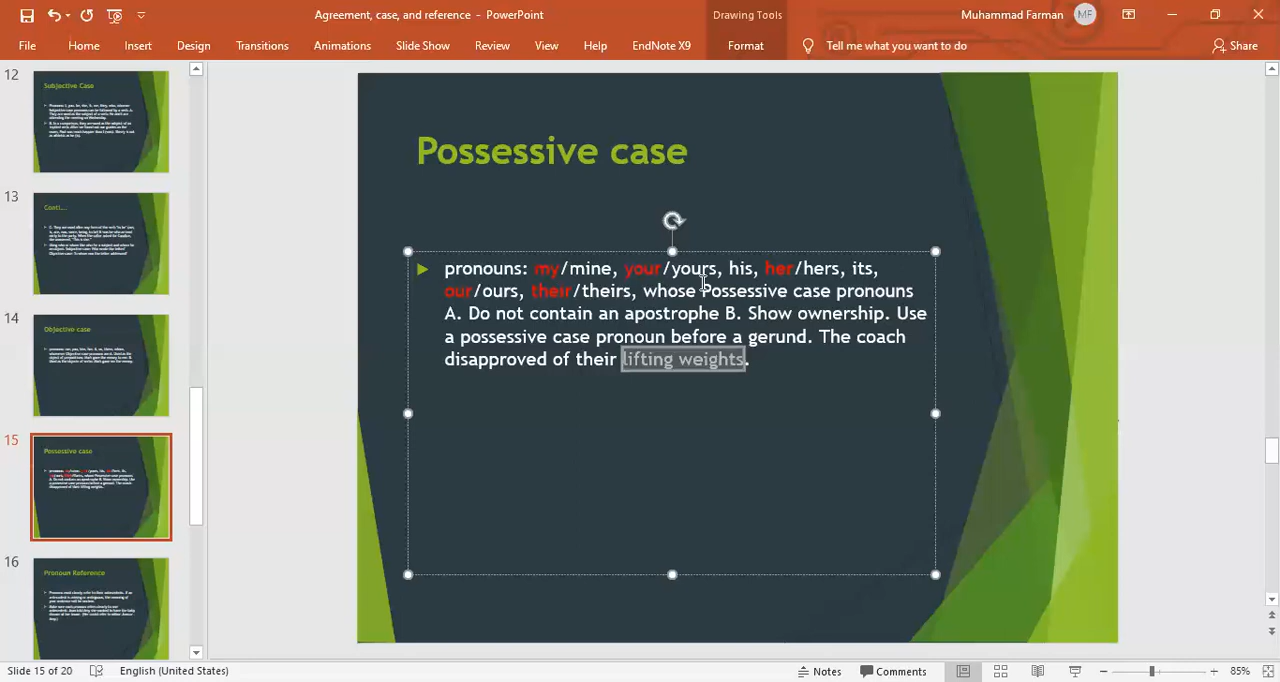 Agreement, case, and reference - PowerPoint
Drawing Tools
Muhammad Farman
MF
File
Home
Insert
Design
Transitions
Animations
Slide Show
Review
View
Help
EndNote X9
Format
Tell me what you want to do
Share
12
Subjective Case
13
Conti...
14
Objective case
15
Possessive case
16
Pronoun Reference
Possessive case
pronouns: my/mine, your/yours, his, her/hers, its,
our/ours, their/theirs, whose Possessive case pronouns
A. Do not contain an apostrophe B. Show ownership. Use
a possessive case pronoun before a gerund. The coach
disapproved of their lifting weights.
Slide 15 of 20
English (United States)
Notes
Comments
85%